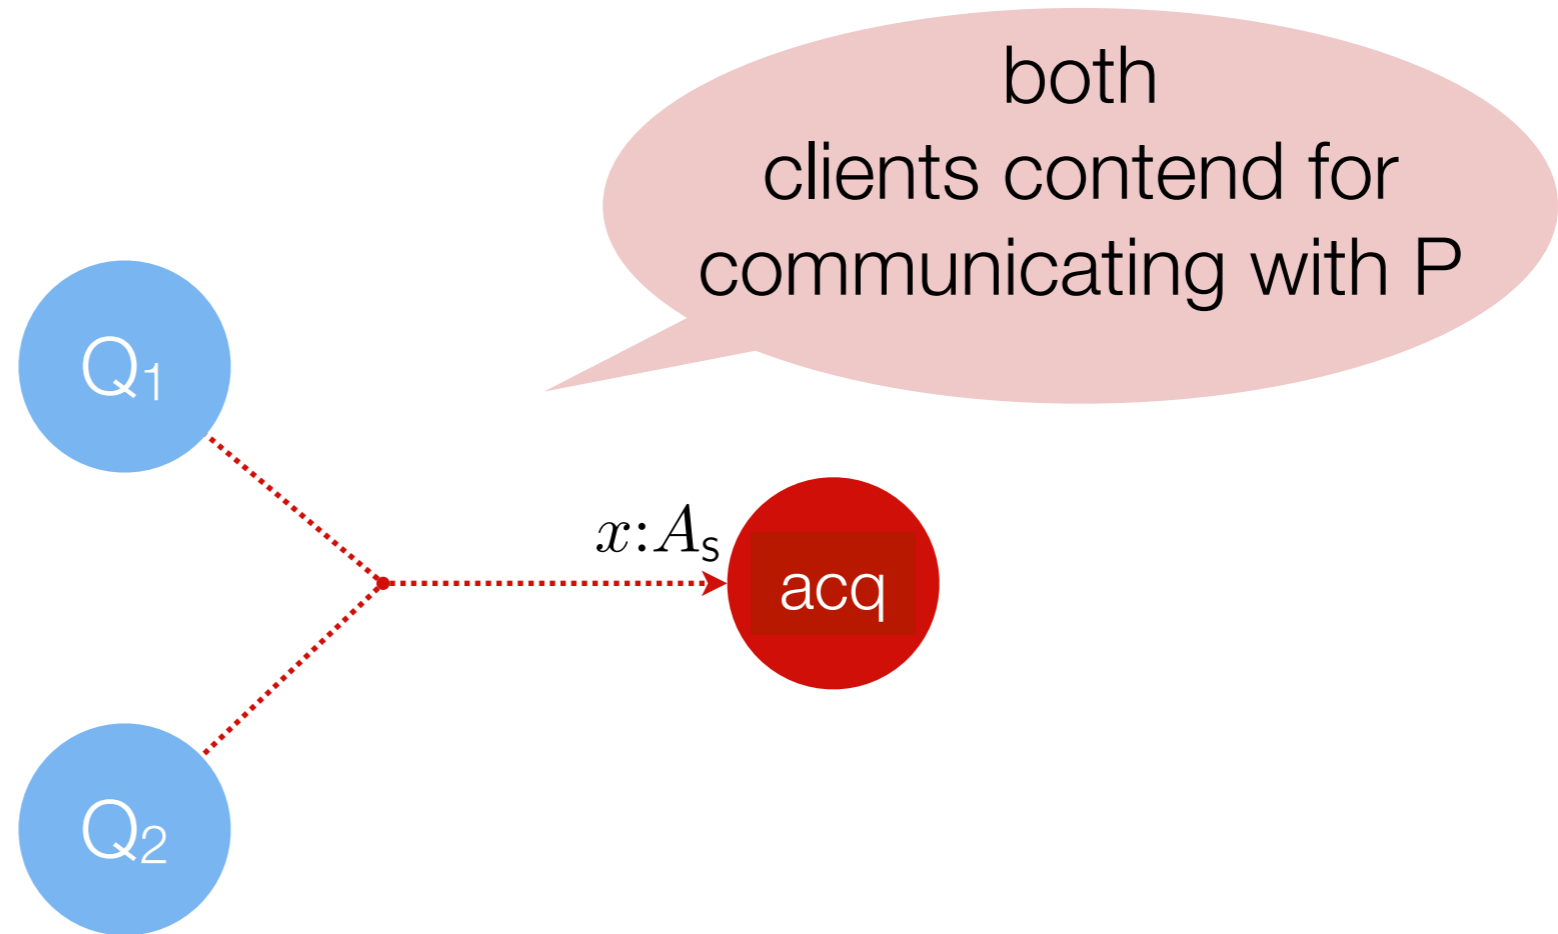 both
clients contend for
communicating with P
Q₁
x:Aₛ
acq
Q₂